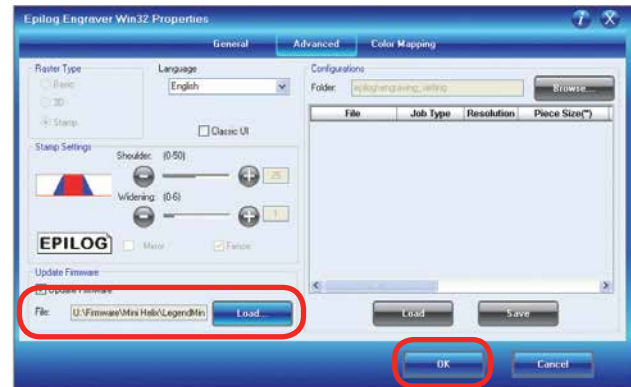 Epilog Engraver Win32 Properties
General Advanced Color Mapping
Raster Type
Basic
3D
Stamp
Language
English
Classic UI
Stamp Settings
Shoulder: (0-50)
25
Widening: (0-6)
1
EPILOG
Mirror Fence
Update Firmware
Update Firmware
File: U:\Firmware\Mini Helix\LegendMin Load...
Configurations
Folder: epilog\engraving_setting Browse...
File Job Type Resolution Piece Size(")
Load Save
OK Cancel